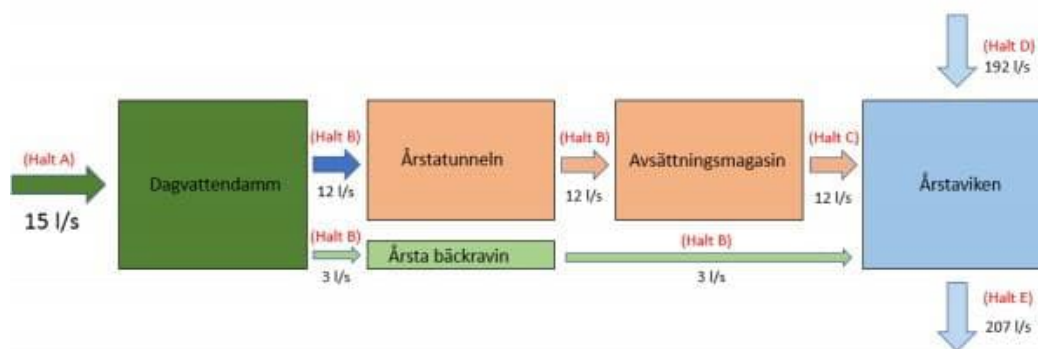 (Halt D)
192 l/s
(Halt A)
15 l/s
Dagvattendamm
(Halt B)
12 l/s
Årstatunneln
(Halt B)
12 l/s
Avsättningsmagasin
(Halt C)
12 l/s
Årstaviken
(Halt B)
3 l/s
Årsta bäckravin
(Halt B)
3 l/s
(Halt E)
207 l/s